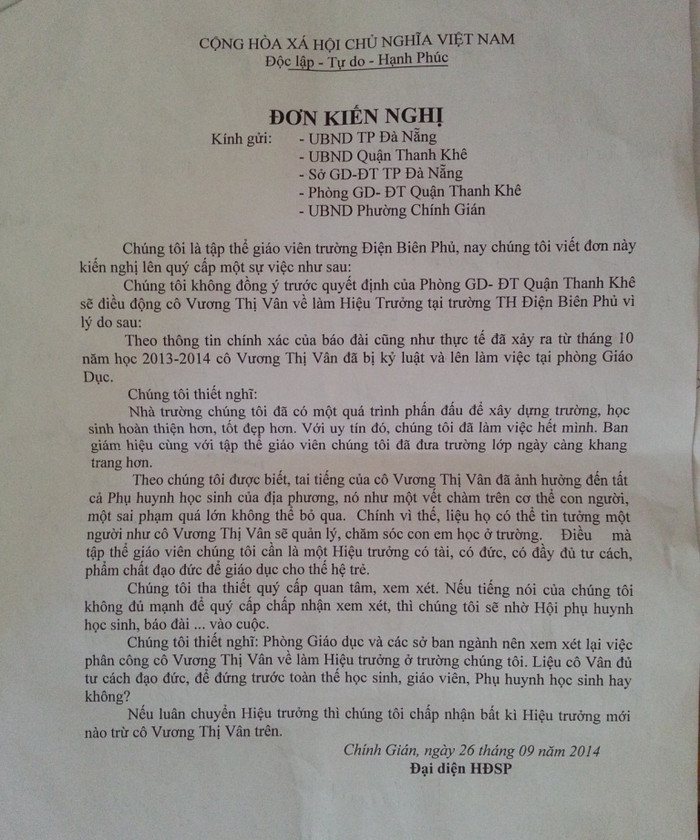 CỘNG HÒA XÃ HỘI CHỦ NGHĨA VIỆT NAM
Độc lập - Tự do - Hạnh Phúc
ĐƠN KIẾN NGHỊ
Kính gửi: - UBND TP Đà Nẵng
- UBND Quận Thanh Khê
- Sở GD-ĐT TP Đà Nẵng
- Phòng GD- ĐT Quận Thanh Khê
- UBND Phường Chính Gián
Chúng tôi là tập thể giáo viên trường Điện Biên Phủ, nay chúng tôi viết đơn này
kiến nghị lên quý cấp một sự việc như sau:
Chúng tôi không đồng ý trước quyết định của Phòng GD- ĐT Quận Thanh Khê
sẽ điều động cô Vương Thị Vân về làm Hiệu Trưởng tại trường TH Điện Biên Phủ vì
lý do sau:
Theo thông tin chính xác của báo đài cũng như thực tế đã xảy ra từ tháng 10
năm học 2013-2014 cô Vương Thị Vân đã bị kỷ luật và lên làm việc tại phòng Giáo
Dục.
Chúng tôi thiết nghĩ:
Nhà trường chúng tôi đã có một quá trình phấn đấu để xây dựng trường, học
sinh hoàn thiện hơn, tốt đẹp hơn. Với uy tín đó, chúng tôi đã làm việc hết mình. Ban
giám hiệu cùng với tập thể giáo viên chúng tôi đã đưa trường lớp ngày càng khang
trang hơn.
Theo chúng tôi được biết, tai tiếng của cô Vương Thị Vân đã ảnh hưởng đến tất
cả Phụ huynh học sinh của địa phương, nó như một vết chàm trên cơ thể con người,
một sai phạm quá lớn không thể bỏ qua. Chính vì thế, liệu họ có thể tin tưởng một
người như cô Vương Thị Vân sẽ quản lý, chăm sóc con em học ở trường. Điều mà
tập thể giáo viên chúng tôi cần là một Hiệu trưởng có tài, có đức, có đầy đủ tư cách,
phẩm chất đạo đức để giáo dục cho thế hệ trẻ.
Chúng tôi tha thiết quý cấp quan tâm, xem xét. Nếu tiếng nói của chúng tôi
không đủ mạnh để quý cấp chấp nhận xem xét, thì chúng tôi sẽ nhờ Hội phụ huynh
học sinh, báo đài ... vào cuộc.
Chúng tôi thiết nghĩ: Phòng Giáo dục và các sở ban ngành nên xem xét lại việc
phân công cô Vương Thị Vân về làm Hiệu trưởng ở trường chúng tôi. Liệu cô Vân đủ
tư cách đạo đức, để đứng trước toàn thể học sinh, giáo viên, Phụ huynh học sinh hay
không?
Nếu luân chuyển Hiệu trưởng thì chúng tôi chấp nhận bất kì Hiệu trưởng mới
nào trừ cô Vương Thị Vân trên.
Chính Gián, ngày 26 tháng 09 năm 2014
Đại diện HĐSP